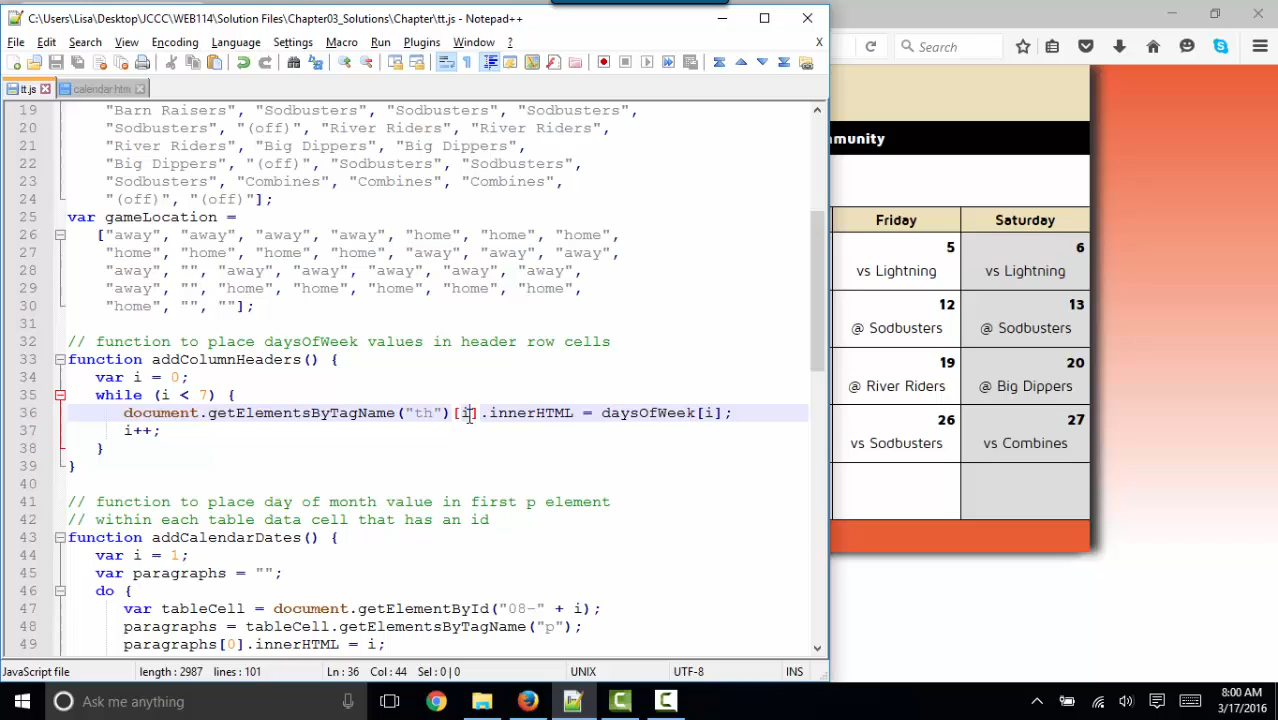 C:\Users\Lisa\Desktop\JCCC\WEB114\Solution Files\Chapter03_Solutions\Chapter\tt.js - Notepad++
File Edit Search View Encoding Language Settings Macro Run Plugins Window ? X
Search
tt.js calendar.htm
19 "Barn Raisers", "Sodbusters", "Sodbusters", "Sodbusters",
20 "Sodbusters", "(off)", "River Riders", "River Riders",
21 "River Riders", "Big Dippers", "Big Dippers",
22 "Big Dippers", "(off)", "Sodbusters", "Sodbusters",
23 "Sodbusters", "Combines", "Combines", "Combines",
24 "(off)", "(off)"];
25 var gameLocation =
26 ["away", "away", "away", "away", "home", "home", "home",
27 "home", "home", "home", "home", "away", "away", "away",
28 "away", "", "away", "away", "away", "away", "away",
29 "away", "", "home", "home", "home", "home", "home",
30 "home", "", ""];
31
32 // function to place daysOfWeek values in header row cells
33 function addColumnHeaders() {
34 var i = 0;
35 while (i < 7) {
36 document.getElementsByTagName("th")[i].innerHTML = daysOfWeek[i];
37 i++;
38 }
39 }
40
41 // function to place day of month value in first p element
42 // within each table data cell that has an id
43 function addCalendarDates() {
44 var i = 1;
45 var paragraphs = "";
46 do {
47 var tableCell = document.getElementById("08-" + i);
48 paragraphs = tableCell.getElementsByTagName("p");
49 paragraphs[0].innerHTML = i;
JavaScript file length : 2987 lines : 101 Ln : 36 Col : 44 Sel : 0 | 0 UNIX UTF-8 INS
Friday Saturday
5 6
vs Lightning vs Lightning
12 13
@ Sodbusters @ Sodbusters
19 20
@ River Riders @ Big Dippers
26 27
vs Sodbusters vs Combines
Ask me anything
8:00 AM
3/17/2016